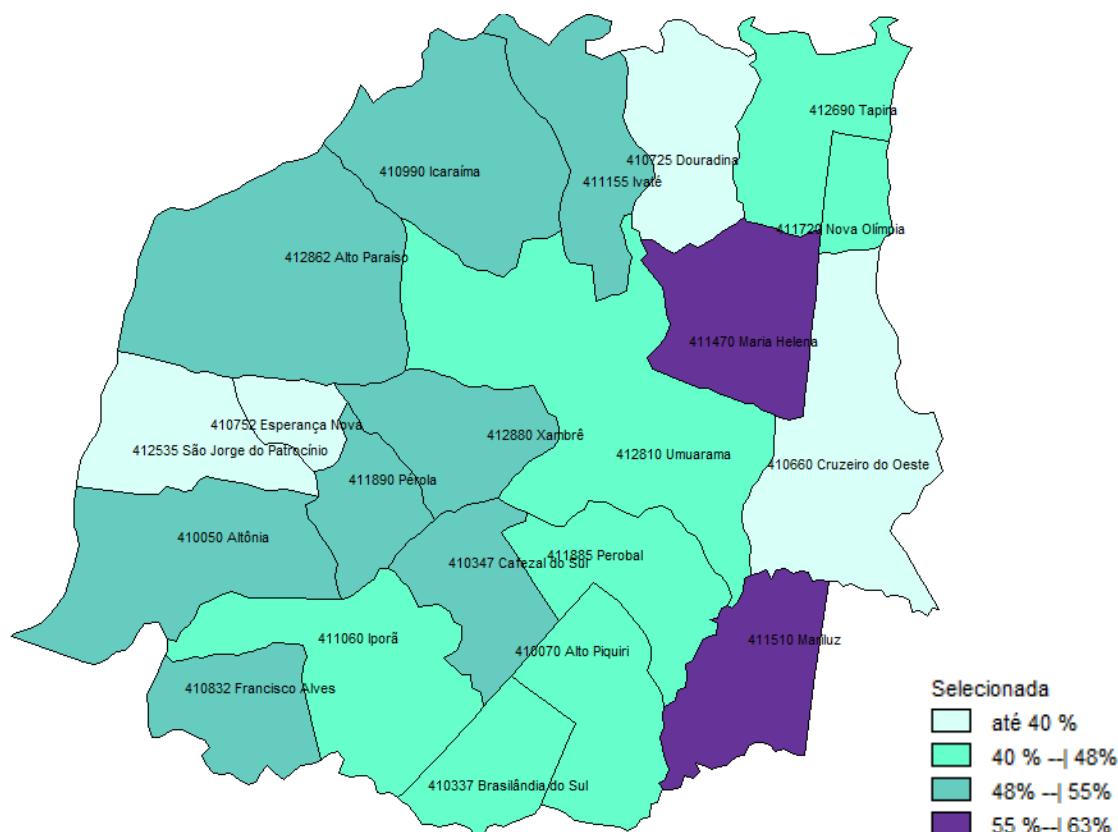 412690 Tapira
410725 Douradina
410990 Icaraíma
411155 Ivaté
411720 Nova Olímpia
412862 Alto Paraíso
411470 Maria Helena
410752 Esperança Nova
412880 Xambrê
412535 São Jorge do Patrocínio
412810 Umuarama
410660 Cruzeiro do Oeste
411890 Pérola
410050 Altônia
411885 Perobal
410347 Cafezal do Sul
411060 Iporã
411510 Mariluz
410070 Alto Piquiri
410832 Francisco Alves
410337 Brasilândia do Sul
Selecionada
até 40 %
40 % --| 48%
48% --| 55%
55 %--| 63%